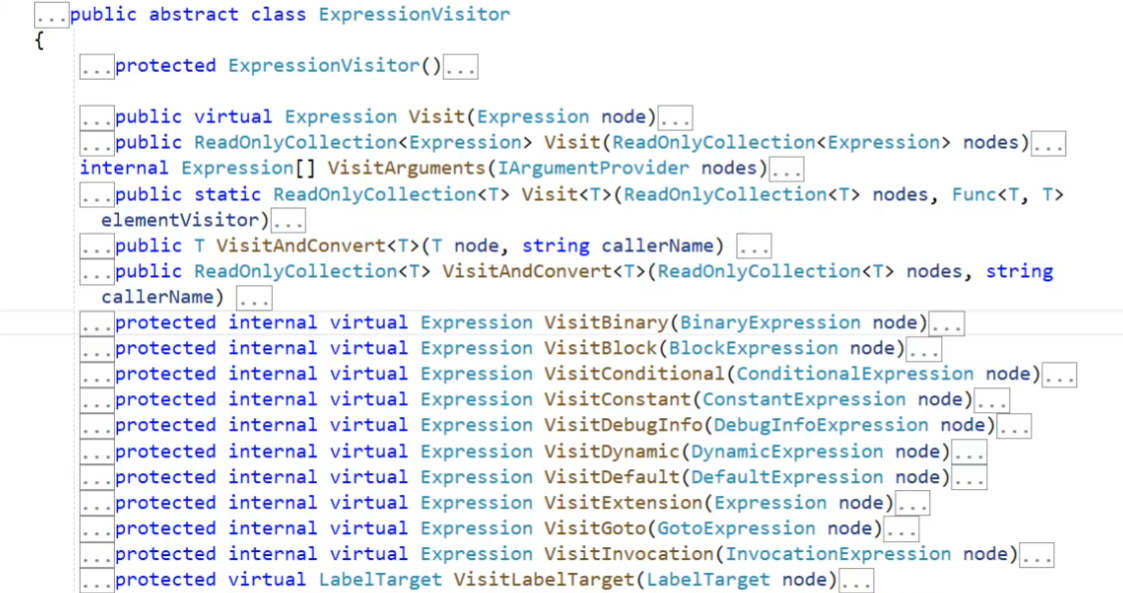 ...public abstract class ExpressionVisitor
{
...protected ExpressionVisitor()...
...public virtual Expression Visit(Expression node)...
...public ReadOnlyCollection<Expression> Visit(ReadOnlyCollection<Expression> nodes)...
internal Expression[] VisitArguments(IArgumentProvider nodes)...
...public static ReadOnlyCollection<T> Visit<T>(ReadOnlyCollection<T> nodes, Func<T, T>
elementVisitor)...
...public T VisitAndConvert<T>(T node, string callerName) ...
...public ReadOnlyCollection<T> VisitAndConvert<T>(ReadOnlyCollection<T> nodes, string
callerName) ...
...protected internal virtual Expression VisitBinary(BinaryExpression node)...
...protected internal virtual Expression VisitBlock(BlockExpression node)...
...protected internal virtual Expression VisitConditional(ConditionalExpression node)...
...protected internal virtual Expression VisitConstant(ConstantExpression node)...
...protected internal virtual Expression VisitDebugInfo(DebugInfoExpression node)...
...protected internal virtual Expression VisitDynamic(DynamicExpression node)...
...protected internal virtual Expression VisitDefault(DefaultExpression node)...
...protected internal virtual Expression VisitExtension(Expression node)...
...protected internal virtual Expression VisitGoto(GotoExpression node)...
...protected internal virtual Expression VisitInvocation(InvocationExpression node)...
...protected virtual LabelTarget VisitLabelTarget(LabelTarget node)...